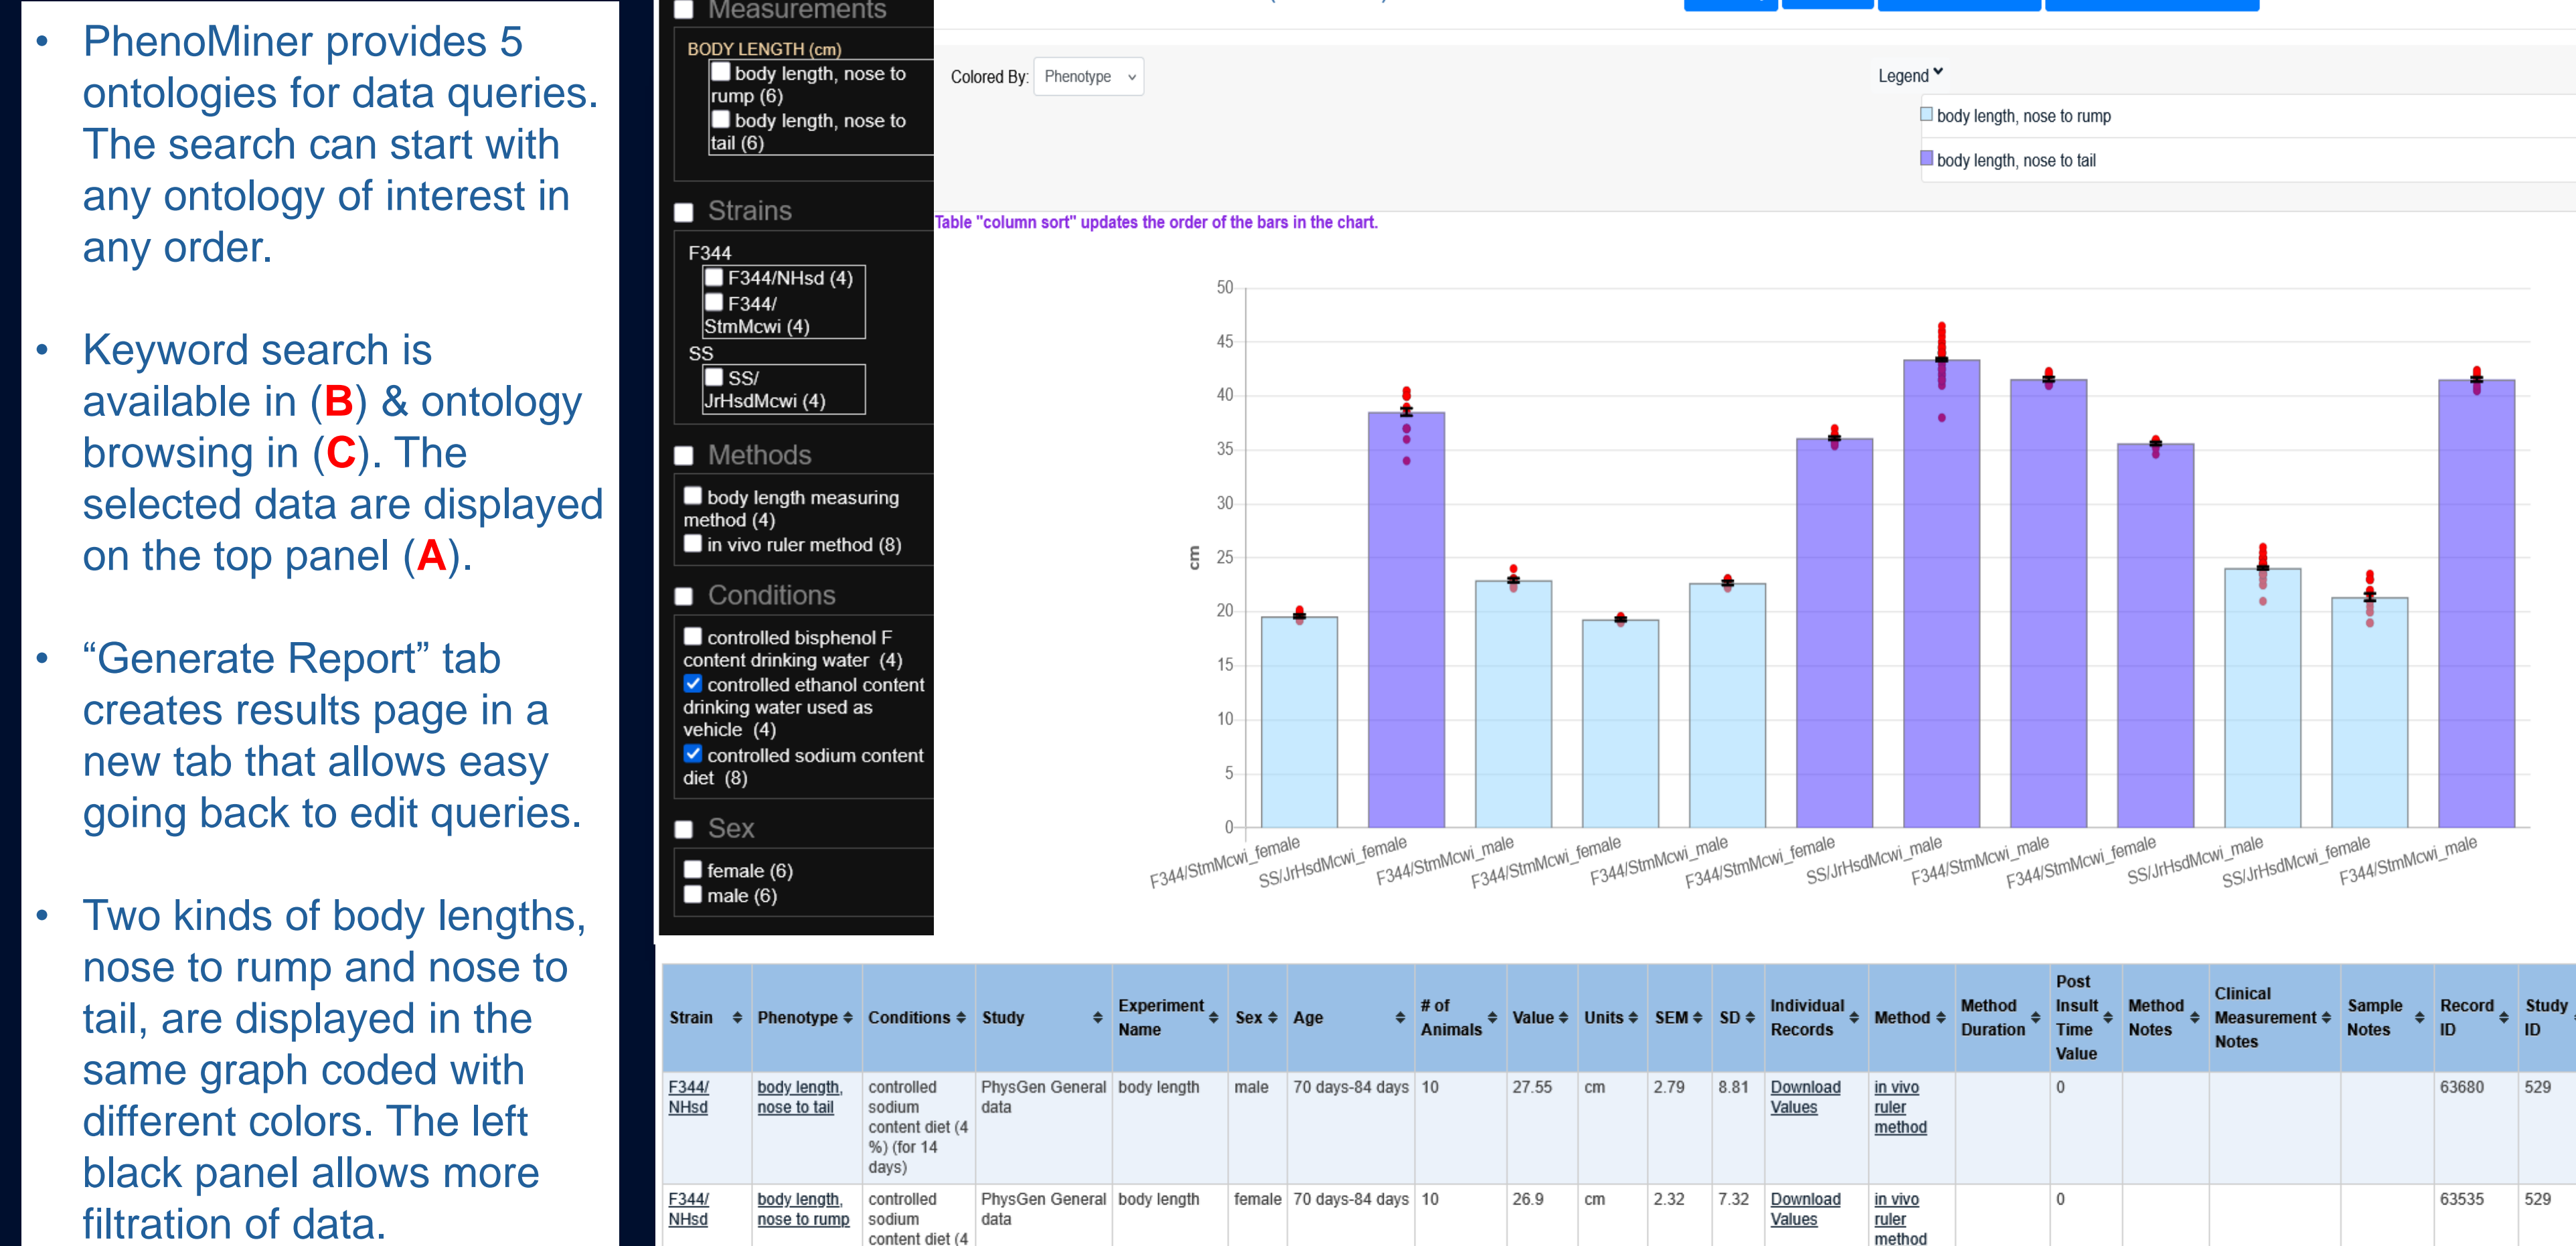 • PhenoMiner provides 5
ontologies for data queries.
The search can start with
any ontology of interest in
any order.
• Keyword search is
available in (B) & ontology
browsing in (C). The
selected data are displayed
on the top panel (A).
• “Generate Report” tab
creates results page in a
new tab that allows easy
going back to edit queries.
• Two kinds of body lengths,
nose to rump and nose to
tail, are displayed in the
same graph coded with
different colors. The left
black panel allows more
filtration of data.
Measurements
BODY LENGTH (cm)
body length, nose to
rump (6)
body length, nose to
tail (6)
Strains
F344
F344/NHsd (4)
F344/
StmMcwi (4)
SS
SS/
JrHsdMcwi (4)
Methods
body length measuring
method (4)
in vivo ruler method (8)
Conditions
controlled bisphenol F
content drinking water (4)
controlled ethanol content
drinking water used as
vehicle (4)
controlled sodium content
diet (8)
Sex
female (6)
male (6)
Colored By: Phenotype
Legend
body length, nose to rump
body length, nose to tail
Table "column sort" updates the order of the bars in the chart.
50
45
40
35
30
25
20
15
10
5
0
cm
F344/StmMcwi_female
SS/JrHsdMcwi_female
F344/StmMcwi_male
F344/StmMcwi_female
F344/StmMcwi_male
F344/StmMcwi_female
SS/JrHsdMcwi_male
F344/StmMcwi_male
F344/StmMcwi_female
SS/JrHsdMcwi_male
SS/JrHsdMcwi_female
F344/StmMcwi_male
Strain
Phenotype
Conditions
Study
Experiment
Name
Sex
Age
# of
Animals
Value
Units
SEM
SD
Individual
Records
Method
Method
Duration
Post
Insult
Time
Value
Method
Notes
Clinical
Measurement
Notes
Sample
Notes
Record
ID
Study
ID
F344/
NHsd
body length,
nose to tail
controlled
sodium
content diet (4
%) (for 14
days)
PhysGen General
data
body length
male
70 days-84 days
10
27.55
cm
2.79
8.81
Download
Values
in vivo
ruler
method
0
63680
529
F344/
NHsd
body length,
nose to rump
controlled
sodium
content diet (4
PhysGen General
data
body length
female
70 days-84 days
10
26.9
cm
2.32
7.32
Download
Values
in vivo
ruler
method
0
63535
529